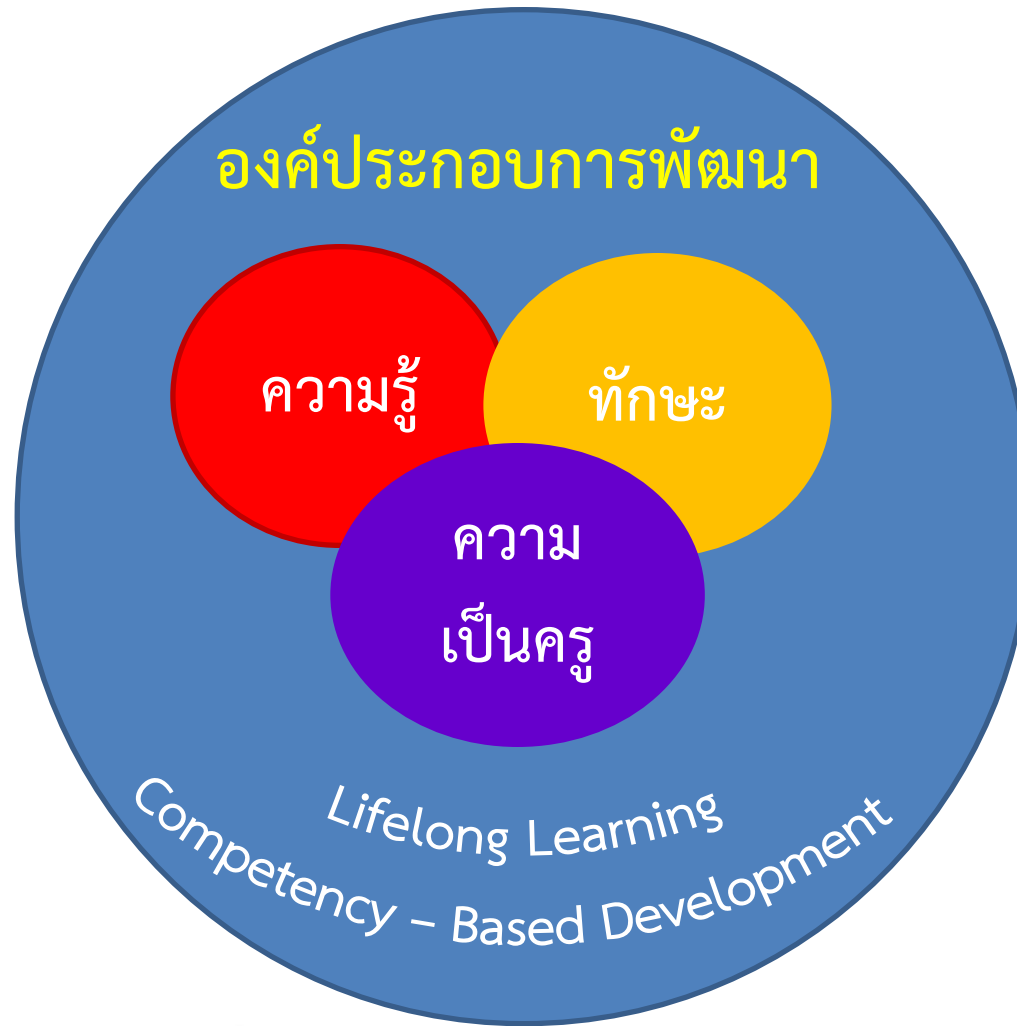 องค์ประกอบการพัฒนา
ความรู้
ทักษะ
ความ
เป็นครู
Lifelong Learning
Competency – Based Development